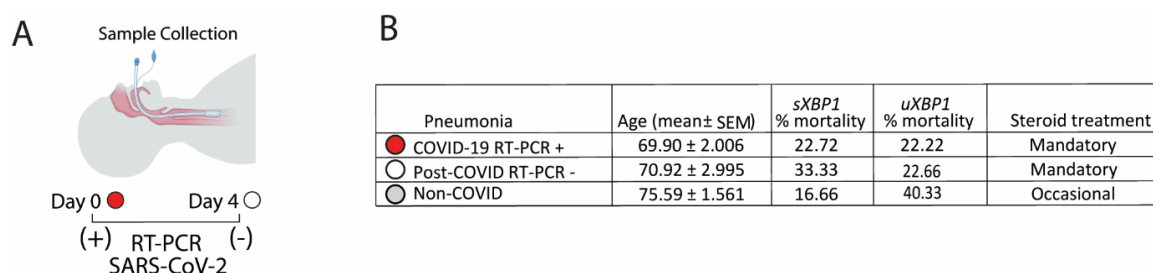 A
Sample Collection
Day 0 Day 4
(+) (-)
RT-PCR
SARS-CoV-2
B
Pneumonia Age (mean± SEM) sXBP1 % mortality uXBP1 % mortality Steroid treatment
COVID-19 RT-PCR + 69.90 ± 2.006 22.72 22.22 Mandatory
Post-COVID RT-PCR - 70.92 ± 2.995 33.33 22.66 Mandatory
Non-COVID 75.59 ± 1.561 16.66 40.33 Occasional